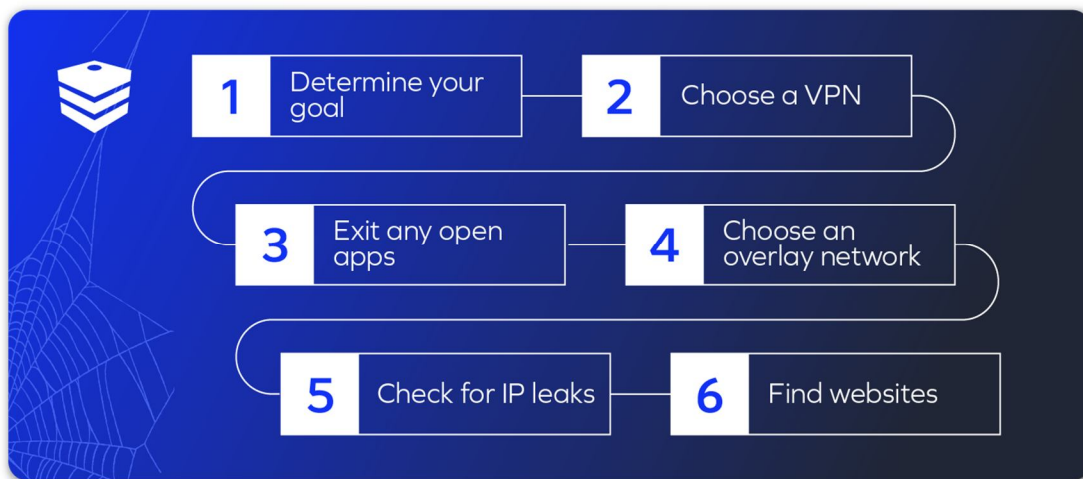 1
Determine your
goal
2
Choose a VPN
3
Exit any open
apps
4
Choose an
overlay network
5
Check for IP leaks
6
Find websites